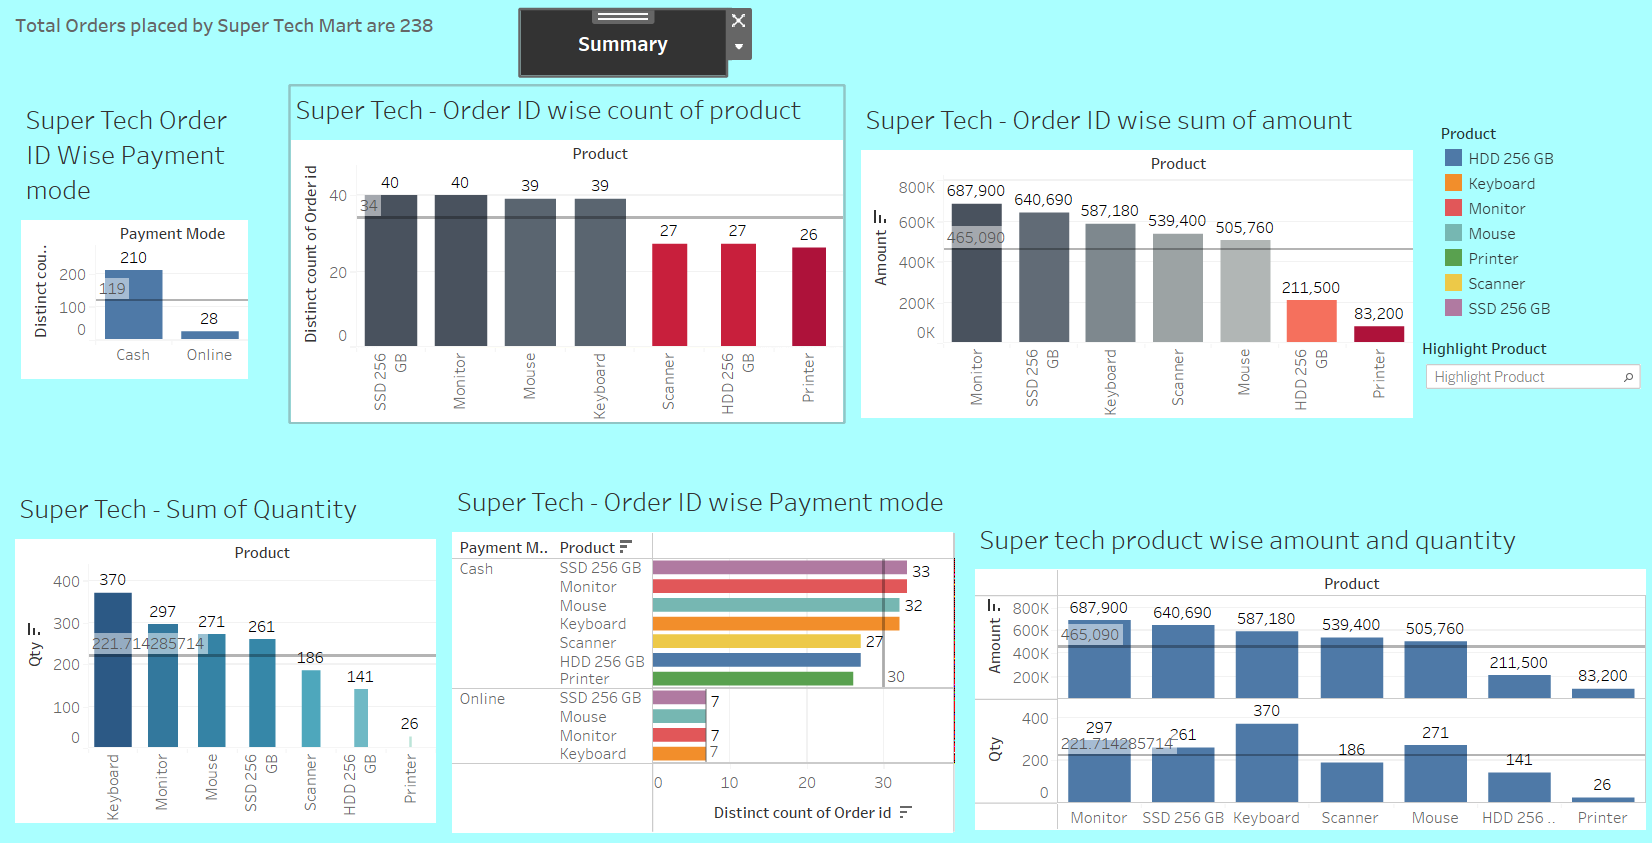 Total Orders placed by Super Tech Mart are 238
Summary
Super Tech Order
ID Wise Payment
mode
Payment Mode
Distinct cou..
200
100
0
210
119
28
Cash
Online
Super Tech - Order ID wise count of product
Product
Distinct count of Order id
40
20
0
40
40
39
39
27
27
26
34
SSD 256
GB
Monitor
Mouse
Keyboard
Scanner
HDD 256
GB
Printer
Super Tech - Order ID wise sum of amount
Product
Amount
800K
600K
400K
200K
0K
687,900
640,690
587,180
539,400
505,760
211,500
83,200
465,090
Monitor
SSD 256
GB
Keyboard
Scanner
Mouse
HDD 256
GB
Printer
Product
HDD 256 GB
Keyboard
Monitor
Mouse
Printer
Scanner
SSD 256 GB
Highlight Product
Highlight Product
Super Tech - Sum of Quantity
Product
Qty
400
300
200
100
0
370
297
271
261
186
141
26
221.714285714
Keyboard
Monitor
Mouse
SSD 256
GB
Scanner
HDD 256
GB
Printer
Super Tech - Order ID wise Payment mode
Payment M.. Product
Cash SSD 256 GB 33
Monitor
Mouse 32
Keyboard
Scanner 27
HDD 256 GB
Printer 30
Online SSD 256 GB 7
Mouse
Monitor 7
Keyboard 7
0 10 20 30
Distinct count of Order id
Super tech product wise amount and quantity
Product
Amount
800K
600K
400K
200K
687,900
640,690
587,180
539,400
505,760
211,500
83,200
465,090
Qty
400
200
0
297
261
370
186
271
141
26
221.714285714
Monitor SSD 256 GB Keyboard Scanner Mouse HDD 256 .. Printer